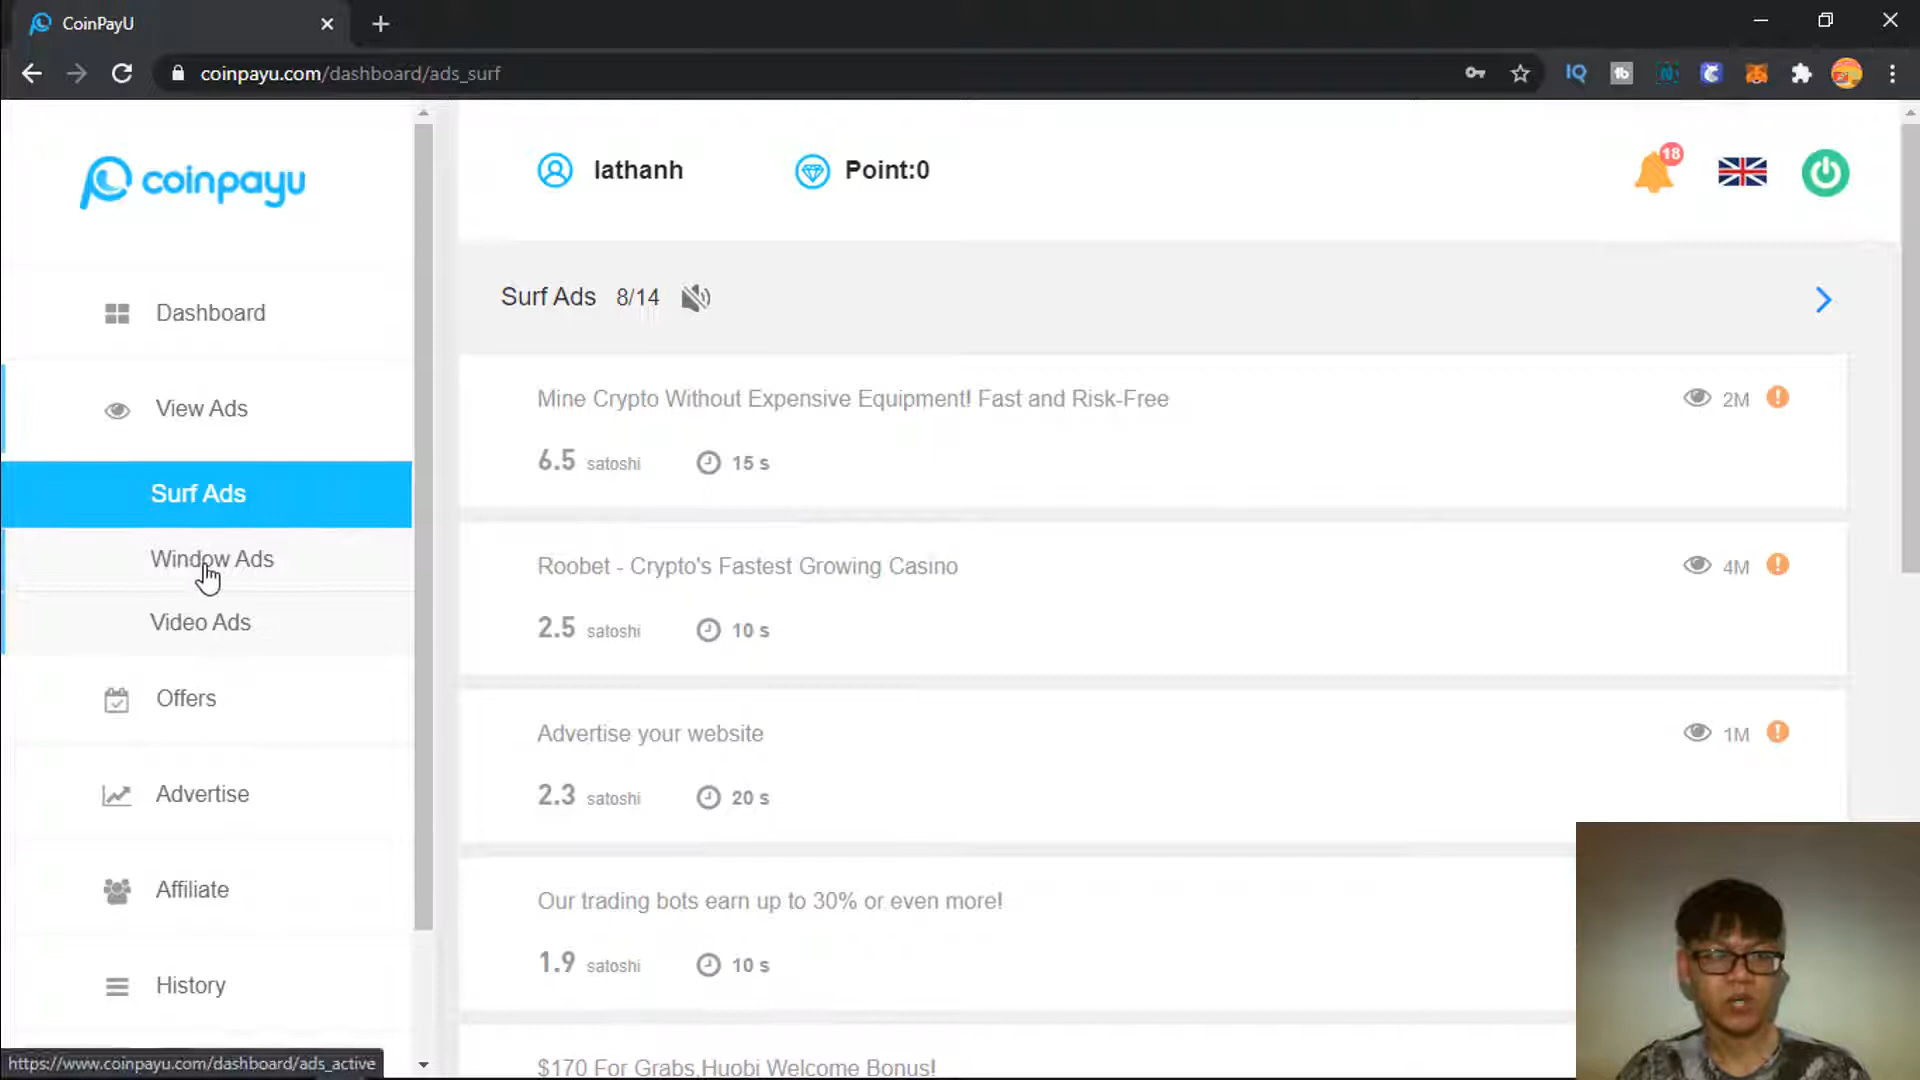 CoinPayU
coinpayu.com/dashboard/ads_surf
IQ
tb
coinpayu
lathanh
Point:0
18
Dashboard
View Ads
Surf Ads
Window Ads
Video Ads
Offers
Advertise
Affiliate
History
Surf Ads 8/14
Mine Crypto Without Expensive Equipment! Fast and Risk-Free
2M
6.5 satoshi 15 s
Roobet - Crypto's Fastest Growing Casino
4M
2.5 satoshi 10 s
Advertise your website
1M
2.3 satoshi 20 s
Our trading bots earn up to 30% or even more!
1.9 satoshi 10 s
$170 For Grabs,Huobi Welcome Bonus!
https://www.coinpayu.com/dashboard/ads_active